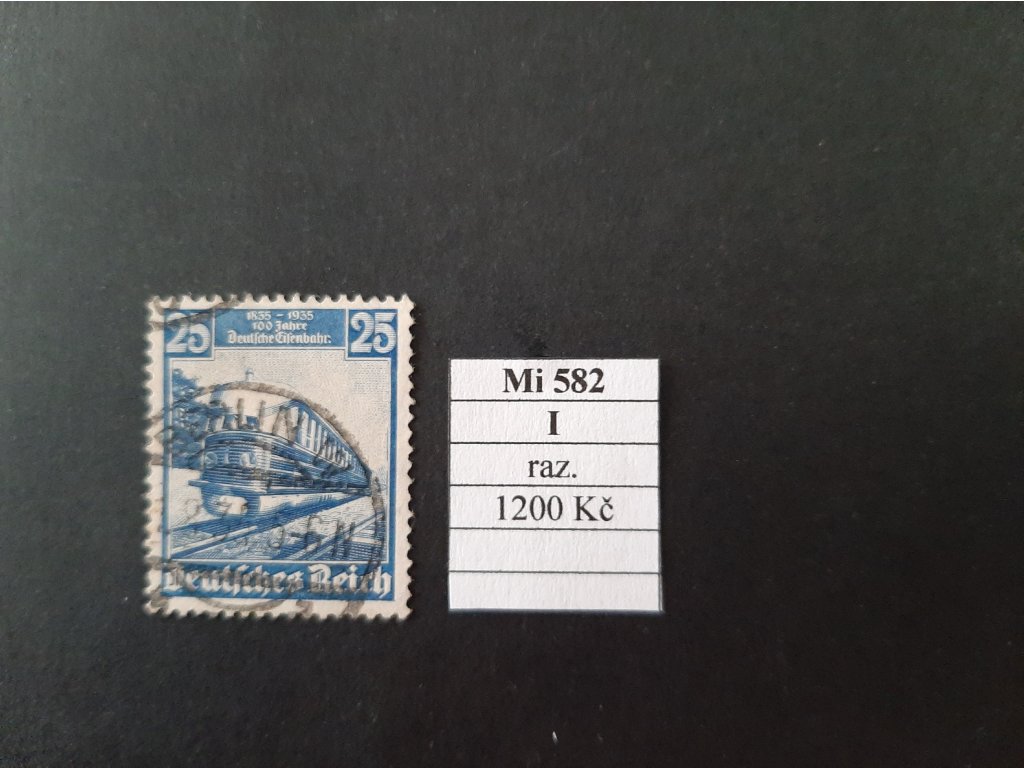 25
1835 - 1935
100 Jahre
Deutsche Eisenbahn
25
Deutsches Reich
Mi 582
I
raz.
1200 Kč